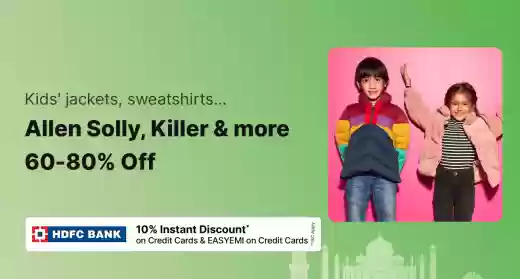 Kids' jackets, sweatshirts...
Allen Solly, Killer & more
60-80% Off
HDFC BANK
10% Instant Discount*
on Credit Cards & EASYEMI on Credit Cards
*T&C Apply